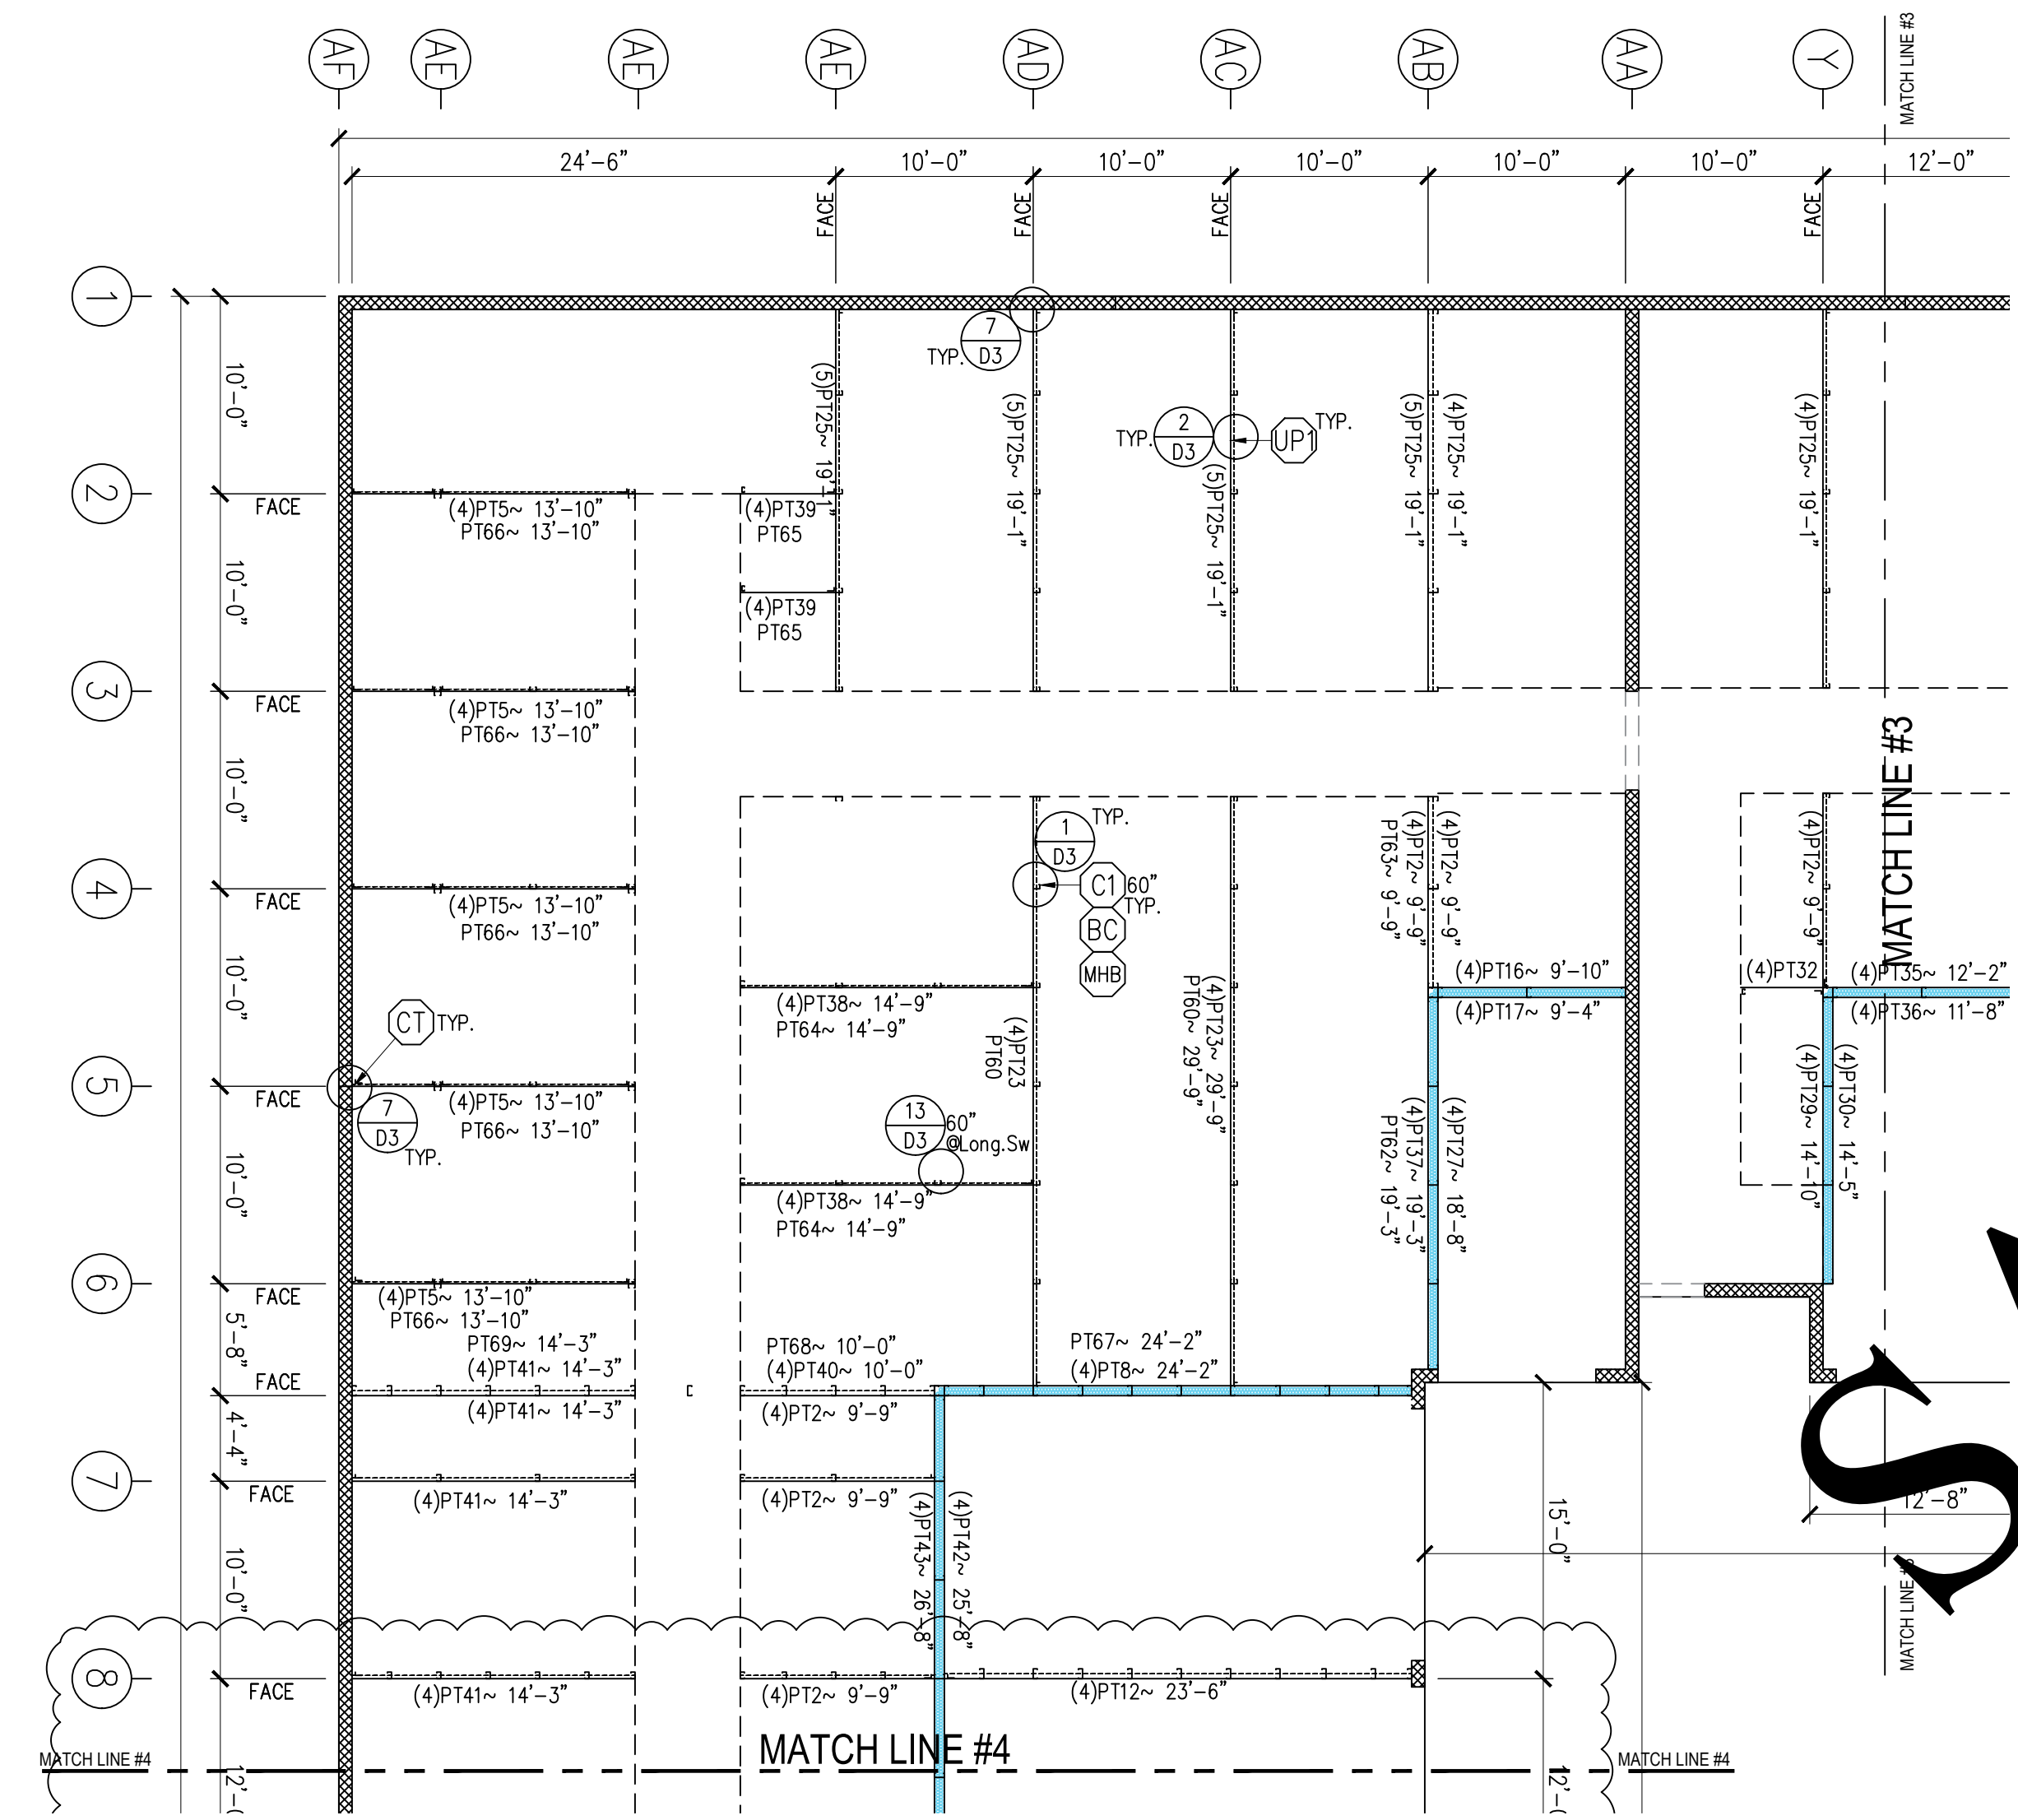 AF
AE
AE
AE
AD
AC
AB
AA
Y
MATCH LINE #3
24'-6"
10'-0"
10'-0"
10'-0"
10'-0"
10'-0"
12'-0"
FACE
FACE
FACE
FACE
1
2
3
4
5
6
7
8
10'-0"
10'-0"
10'-0"
10'-0"
10'-0"
5'-8"
4'-4"
10'-0"
FACE
FACE
FACE
FACE
FACE
FACE
FACE
FACE
7
D3
TYP.
(5)PT25~ 19'-1"
(5)PT25~ 19'-1"
2
D3
TYP.
UP1
TYP.
(5)PT25~ 19'-1"
(5)PT25~ 19'-1"
(4)PT25~ 19'-1"
(4)PT25~ 19'-1"
(4)PT5~ 13'-10"
PT66~ 13'-10"
(4)PT39
PT65
(4)PT39
PT65
(4)PT5~ 13'-10"
PT66~ 13'-10"
MATCH LINE #3
1
D3
TYP.
C1
60"
TYP.
BC
MHB
(4)PT2~ 9'-9"
PT63~ 9'-9"
(4)PT2~ 9'-9"
(4)PT2~ 9'-9"
(4)PT5~ 13'-10"
PT66~ 13'-10"
(4)PT16~ 9'-10"
(4)PT17~ 9'-4"
(4)PT32
(4)PT35~ 12'-2"
(4)PT36~ 11'-8"
(4)PT38~ 14'-9"
PT64~ 14'-9"
(4)PT23
PT60
(4)PT23~ 29'-9"
PT60~ 29'-9"
CT
TYP.
7
D3
TYP.
(4)PT5~ 13'-10"
PT66~ 13'-10"
13
D3
60"
@Long.Sw
(4)PT38~ 14'-9"
PT64~ 14'-9"
(4)PT37~ 19'-3"
PT62~ 19'-3"
(4)PT27~ 18'-8"
(4)PT29~ 14'-10"
(4)PT30~ 14'-5"
(4)PT5~ 13'-10"
PT66~ 13'-10"
PT69~ 14'-3"
(4)PT41~ 14'-3"
(4)PT41~ 14'-3"
PT68~ 10'-0"
(4)PT40~ 10'-0"
(4)PT2~ 9'-9"
PT67~ 24'-2"
(4)PT8~ 24'-2"
(4)PT41~ 14'-3"
(4)PT2~ 9'-9"
(4)PT43~ 26'-8"
(4)PT42~ 25'-8"
15'-0"
12'-8"
S
(4)PT41~ 14'-3"
(4)PT2~ 9'-9"
(4)PT12~ 23'-6"
MATCH LINE #4
MATCH LINE #4
MATCH LINE #4